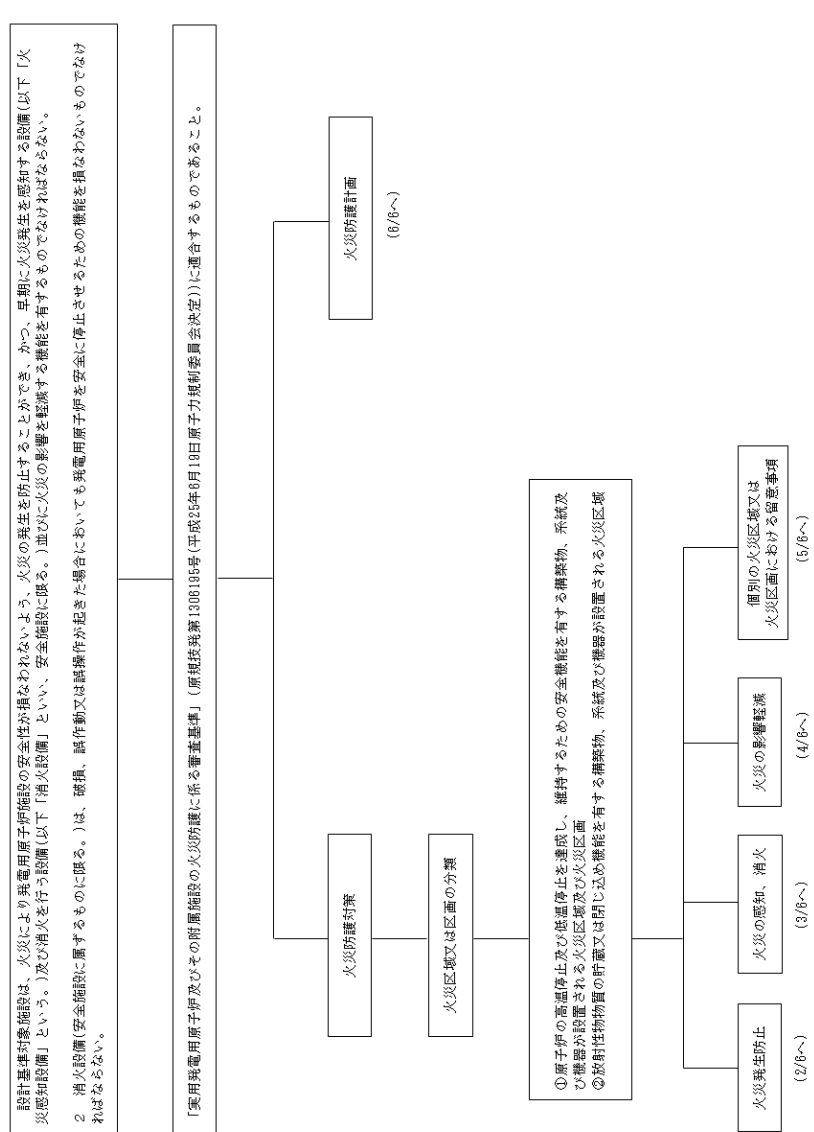 設計基準対象施設は、火災により発電用原子炉施設の安全性が損なわれないよう、火災の発生を防止することができ、かつ、早期に火災発生を感知する設備(以下「火
災感知設備」という。)及び消火を行う設備(以下「消火設備」といい、安全施設に限る。)並びに火災の影響を軽減する機能を有するものでなければならない。
2 消火設備(安全施設に属するものに限る。)は、破損、誤作動又は誤操作が起きた場合においても発電用原子炉を安全に停止させるための機能を損なわないものでなけ
ればならない。
「実用発電用原子炉及びその附属施設の火災防護に係る審査基準」(原規技発第1306195号(平成25年6月19日原子力規制委員会決定))に適合するものであること。
火災防護対策
火災防護計画
(6/6へ)
火災区域又は区画の分類
①原子炉の高温停止及び低温停止を達成し、維持するための安全機能を有する構築物、系統及
び機器が設置される火災区域及び火災区画
②放射性物物質の貯蔵又は閉じ込め機能を有する構築物、系統及び機器が設置される火災区域
火災発生防止
(2/6へ)
火災の感知、消火
(3/6へ)
火災の影響軽減
(4/6へ)
個別の火災区域又は
火災区画における留意事項
(5/6へ)